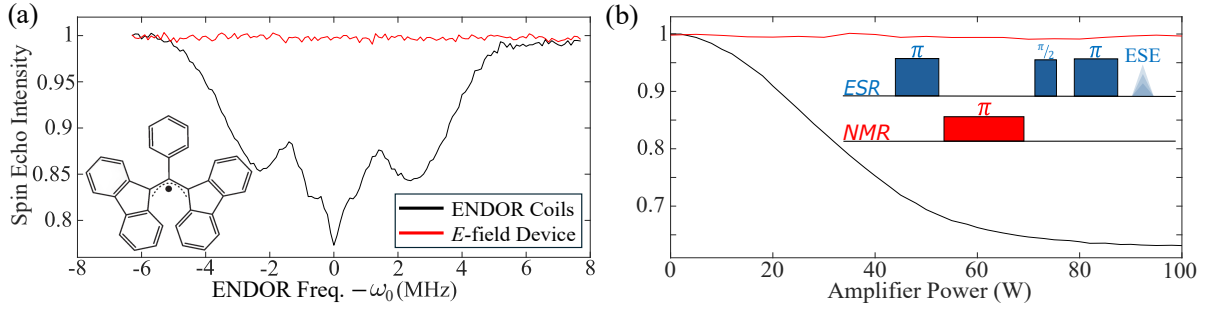 (a)
Spin Echo Intensity
1
0.95
0.9
0.85
0.8
-8
-6
-4
-2
0
2
4
6
8
ENDOR Freq. −ω₀ (MHz)
ENDOR Coils
E-field Device
(b)
1
0.9
0.8
0.7
0
20
40
60
80
100
Amplifier Power (W)
ESR
π
π/2
π
ESE
NMR
π